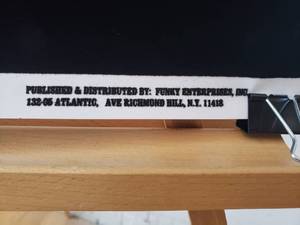 PUBLISHED & DISTRIBUTED BY: FUNKY ENTERPRISES, INC.
132-05 ATLANTIC, AVE RICHMOND HILL, N.Y. 11418